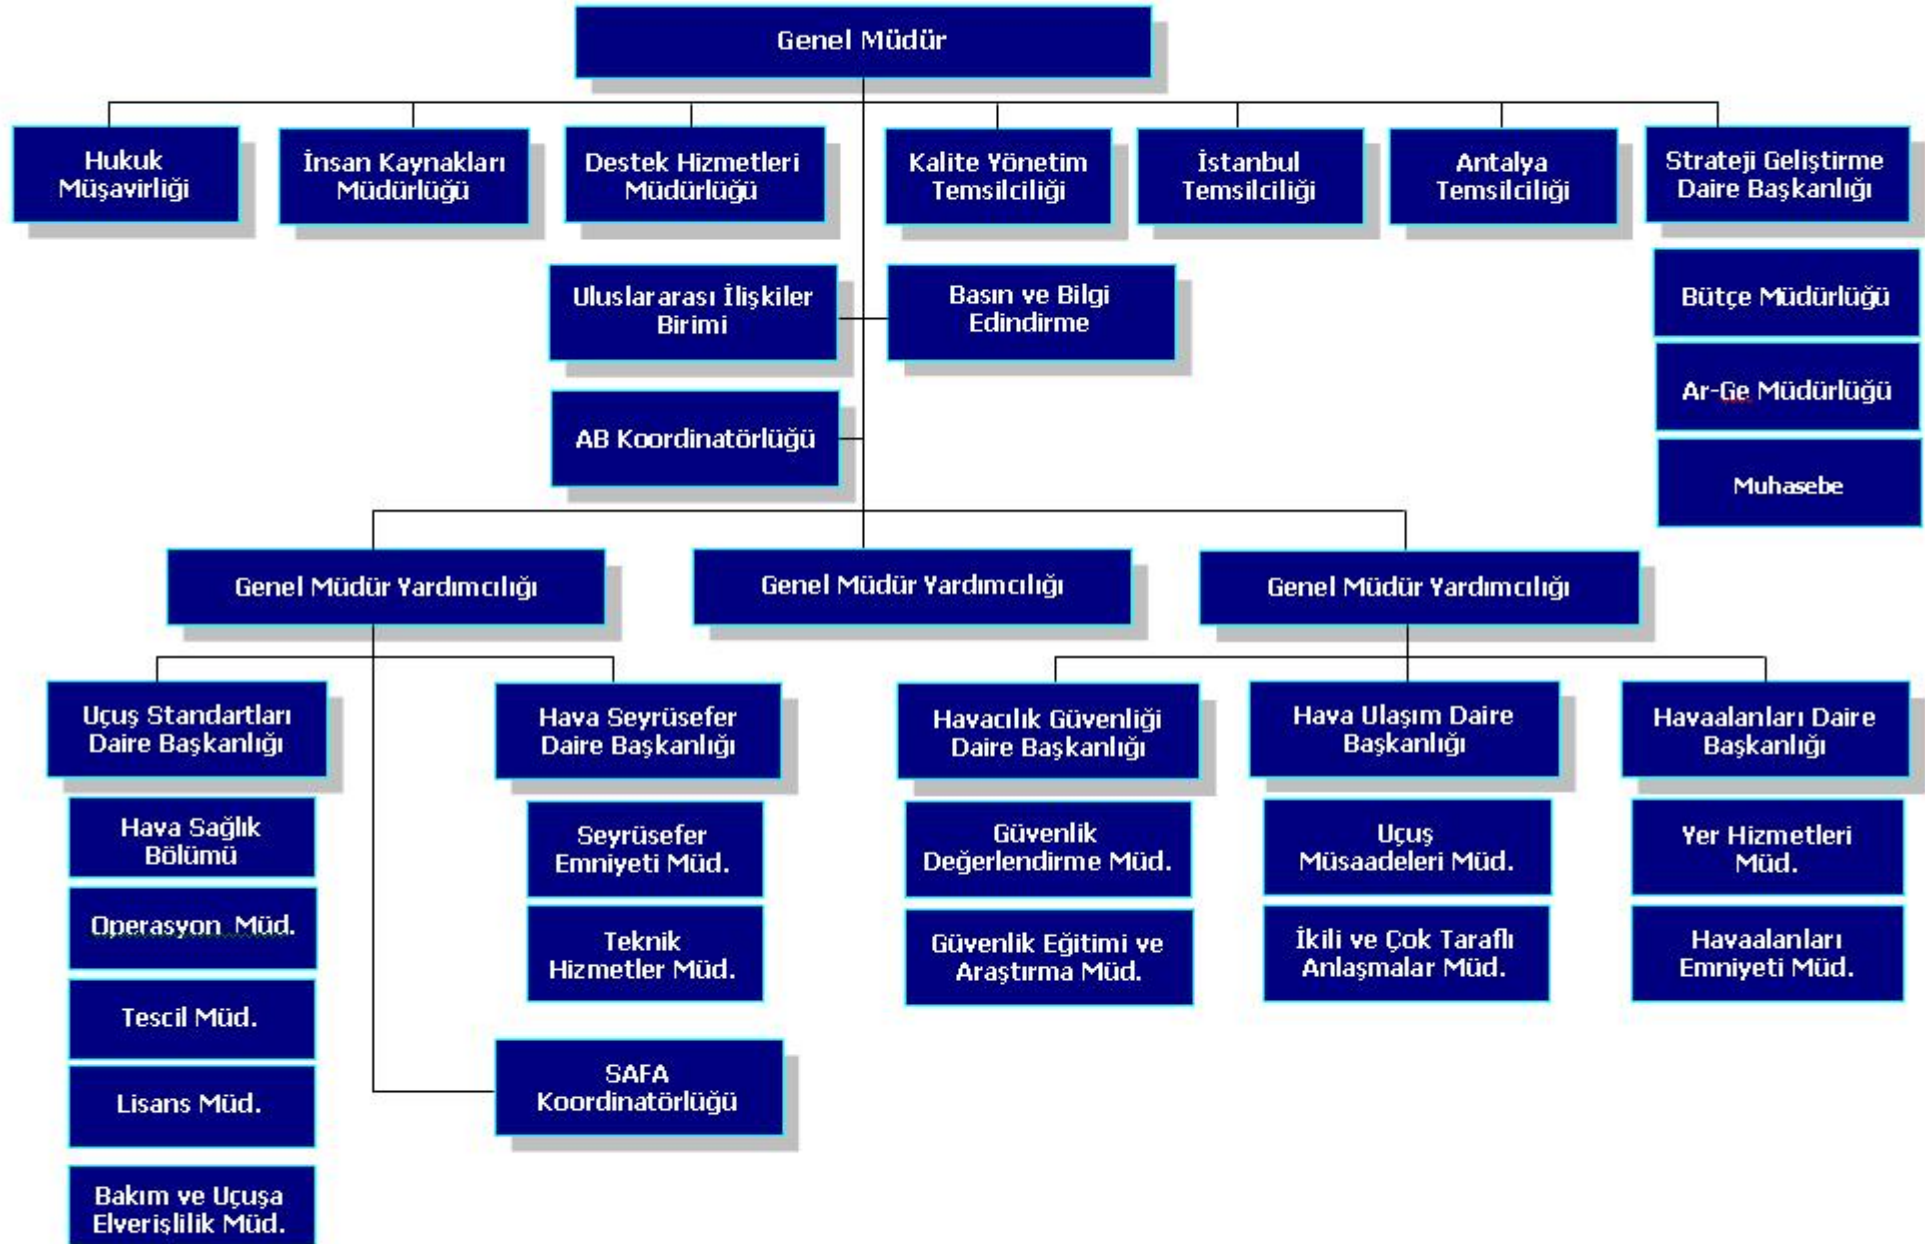 Genel Müdür
Hukuk
Müşavirliği
İnsan Kaynakları
Müdürlüğü
Destek Hizmetleri
Müdürlüğü
Kalite Yönetim
Temsilciliği
İstanbul
Temsilciliği
Antalya
Temsilciliği
Strateji Geliştirme
Daire Başkanlığı
Uluslararası İlişkiler
Birimi
Basın ve Bilgi
Edindirme
Bütçe Müdürlüğü
Ar-Ge Müdürlüğü
AB Koordinatörlüğü
Muhasebe
Genel Müdür Yardımcılığı
Genel Müdür Yardımcılığı
Genel Müdür Yardımcılığı
Uçuş Standartları
Daire Başkanlığı
Hava Seyrüsefer
Daire Başkanlığı
Havacılık Güvenliği
Daire Başkanlığı
Hava Ulaşım Daire
Başkanlığı
Havaalanları Daire
Başkanlığı
Hava Sağlık
Bölümü
Seyrüsefer
Emniyeti Müd.
Güvenlik
Değerlendirme Müd.
Uçuş
Müsaadeleri Müd.
Yer Hizmetleri
Müd.
Operasyon Müd.
Teknik
Hizmetler Müd.
Güvenlik Eğitimi ve
Araştırma Müd.
İkili ve Çok Taraflı
Anlaşmalar Müd.
Havaalanları
Emniyeti Müd.
Tescil Müd.
Lisans Müd.
SAFA
Koordinatörlüğü
Bakım ve Uçuşa
Elverişlilik Müd.